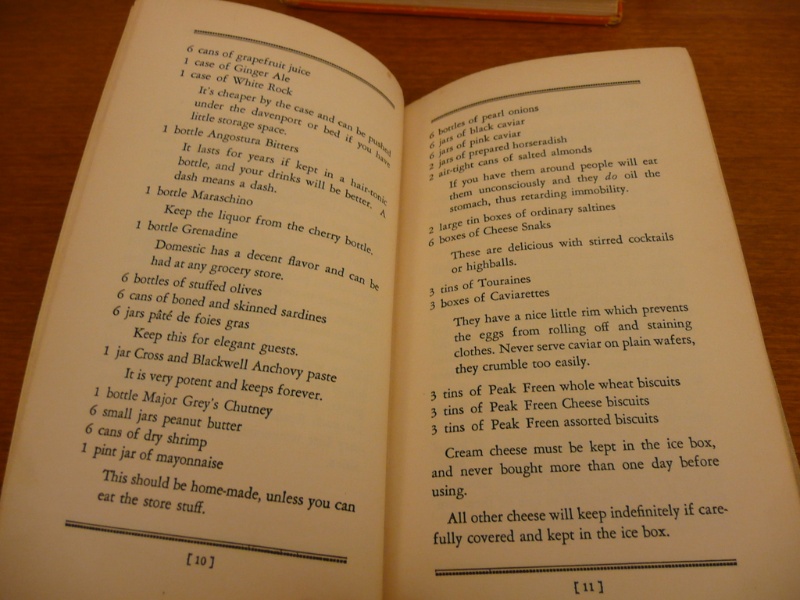 6 cans of grapefruit juice
1 case of Ginger Ale
1 case of White Rock
It's cheaper by the case and can be pushed
under the davenport or bed if you have
little storage space.
1 bottle Angostura Bitters
It lasts for years if kept in a hair-tonic
bottle, and your drinks will be better. A
dash means a dash.
1 bottle Maraschino
Keep the liquor from the cherry bottle.
1 bottle Grenadine
Domestic has a decent flavor and can be
had at any grocery store.
6 bottles of stuffed olives
6 cans of boned and skinned sardines
6 jars pâté de foies gras
Keep this for elegant guests.
1 jar Cross and Blackwell Anchovy paste
It is very potent and keeps forever.
1 bottle Major Grey's Chutney
6 small jars peanut butter
6 cans of dry shrimp
1 pint jar of mayonnaise
This should be home-made, unless you can
eat the store stuff.
[ 10 ]
6 bottles of pearl onions
6 jars of black caviar
6 jars of pink caviar
2 jars of prepared horseradish
2 air-tight cans of salted almonds
If you have them around people will eat
them unconsciously and they do oil the
stomach, thus retarding immobility.
2 large tin boxes of ordinary saltines
6 boxes of Cheese Snaks
These are delicious with stirred cocktails
or highballs.
3 tins of Touraines
3 boxes of Caviarettes
They have a nice little rim which prevents
the eggs from rolling off and staining
clothes. Never serve caviar on plain wafers,
they crumble too easily.
3 tins of Peak Freen whole wheat biscuits
3 tins of Peak Freen Cheese biscuits
3 tins of Peak Freen assorted biscuits
Cream cheese must be kept in the ice box,
and never bought more than one day before
using.
All other cheese will keep indefinitely if care-
fully covered and kept in the ice box.
[ 11 ]